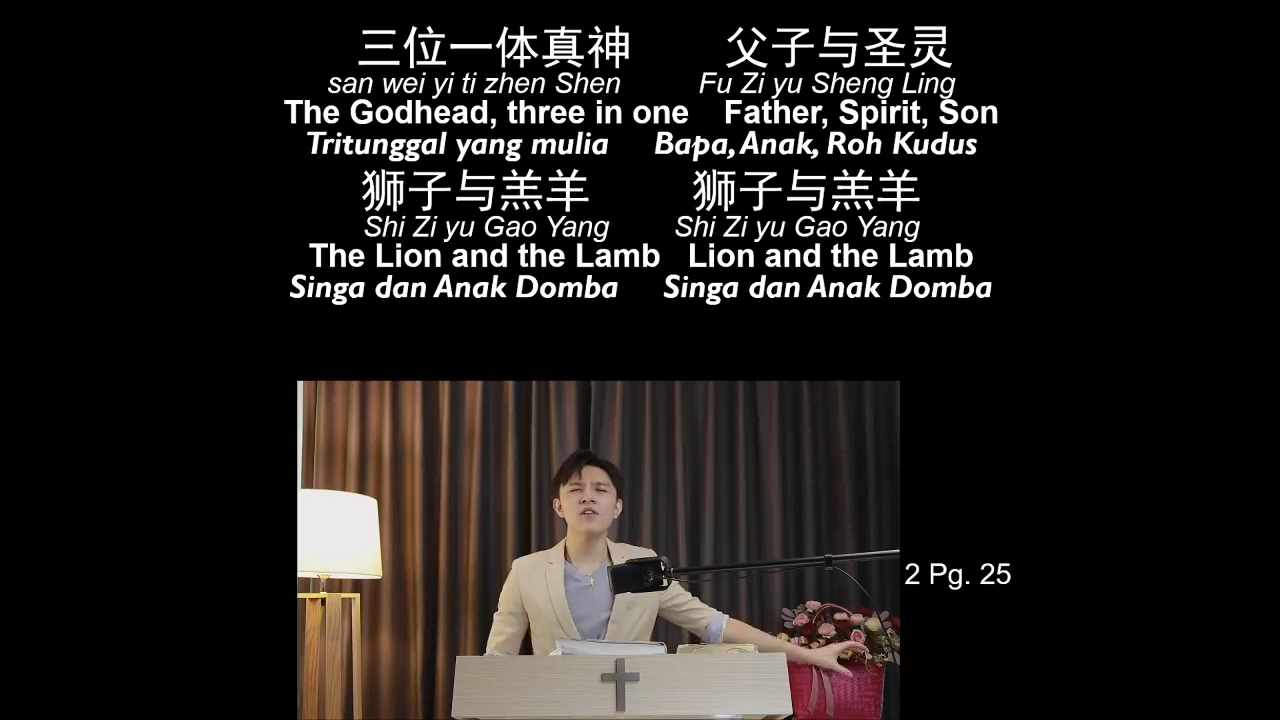 三位一体真神 父子与圣灵
san wei yi ti zhen Shen Fu Zi yu Sheng Ling
The Godhead, three in one Father, Spirit, Son
Tritunggal yang mulia Bapa, Anak, Roh Kudus
狮子与羔羊 狮子与羔羊
Shi Zi yu Gao Yang Shi Zi yu Gao Yang
The Lion and the Lamb Lion and the Lamb
Singa dan Anak Domba Singa dan Anak Domba
2 Pg. 25